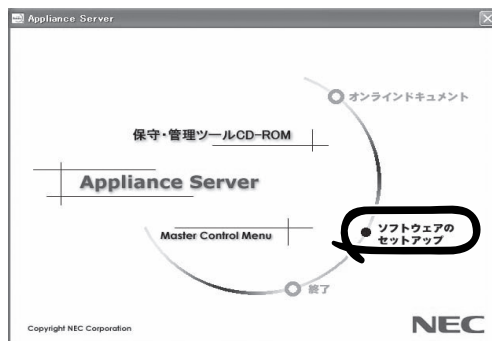 Appliance Server
オンラインドキュメント
保守・管理ツールCD-ROM
Appliance Server
ソフトウェアの
セットアップ
Master Control Menu
終了
Copyright NEC Corporation
NEC